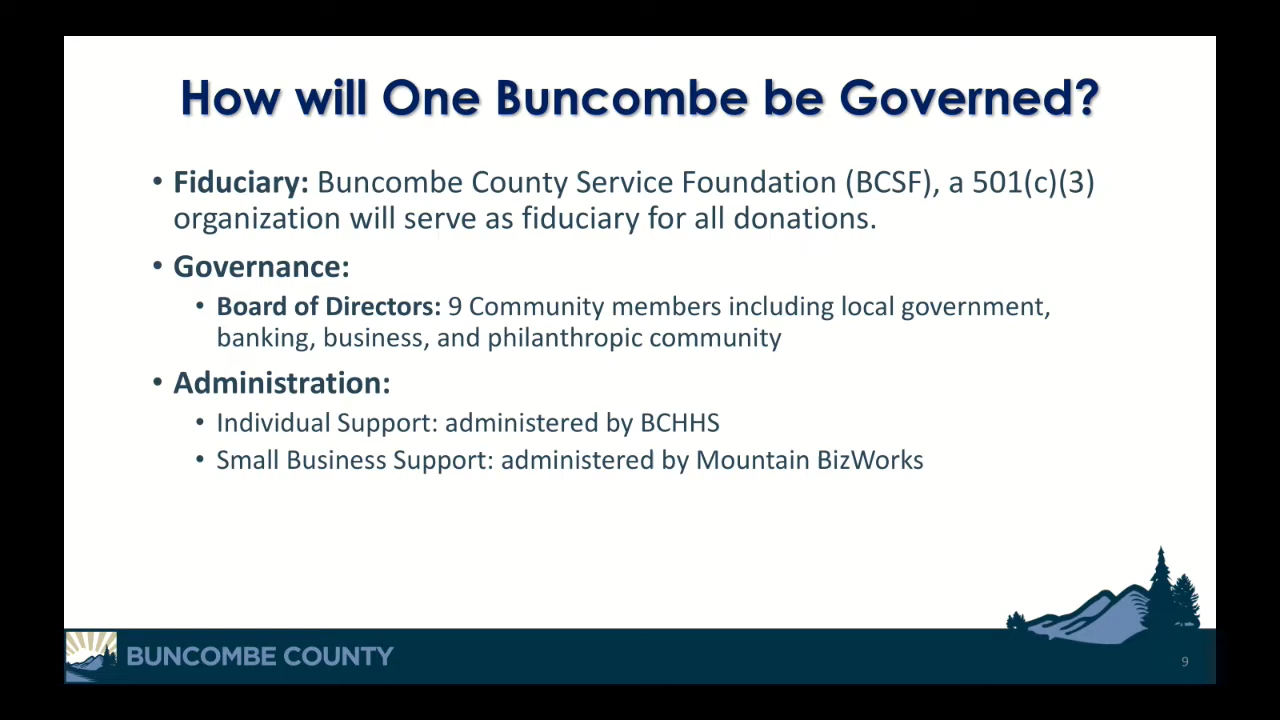 How will One Buncombe be Governed?
• Fiduciary: Buncombe County Service Foundation (BCSF), a 501(c)(3)
organization will serve as fiduciary for all donations.
• Governance:
• Board of Directors: 9 Community members including local government,
banking, business, and philanthropic community
• Administration:
• Individual Support: administered by BCHHS
• Small Business Support: administered by Mountain BizWorks
BUNCOMBE COUNTY
9